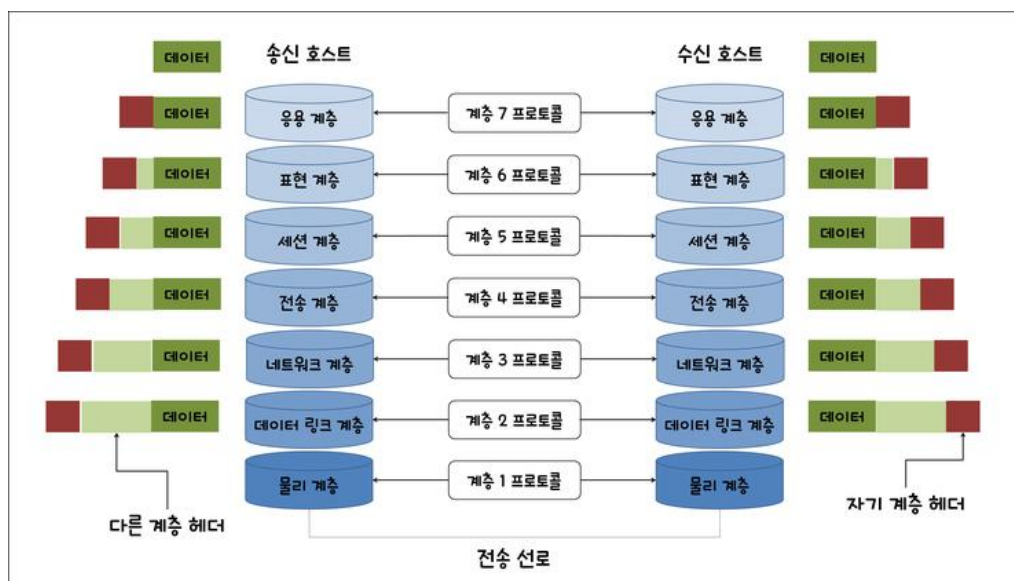 데이터 송신 호스트 수신 호스트 데이터
데이터 응용 계층 계층 7 프로토콜 응용 계층 데이터
데이터 표현 계층 계층 6 프로토콜 표현 계층 데이터
데이터 세션 계층 계층 5 프로토콜 세션 계층 데이터
데이터 전송 계층 계층 4 프로토콜 전송 계층 데이터
데이터 네트워크 계층 계층 3 프로토콜 네트워크 계층 데이터
데이터 데이터 링크 계층 계층 2 프로토콜 데이터 링크 계층 데이터
물리 계층 계층 1 프로토콜 물리 계층
다른 계층 헤더 자기 계층 헤더
전송 선로